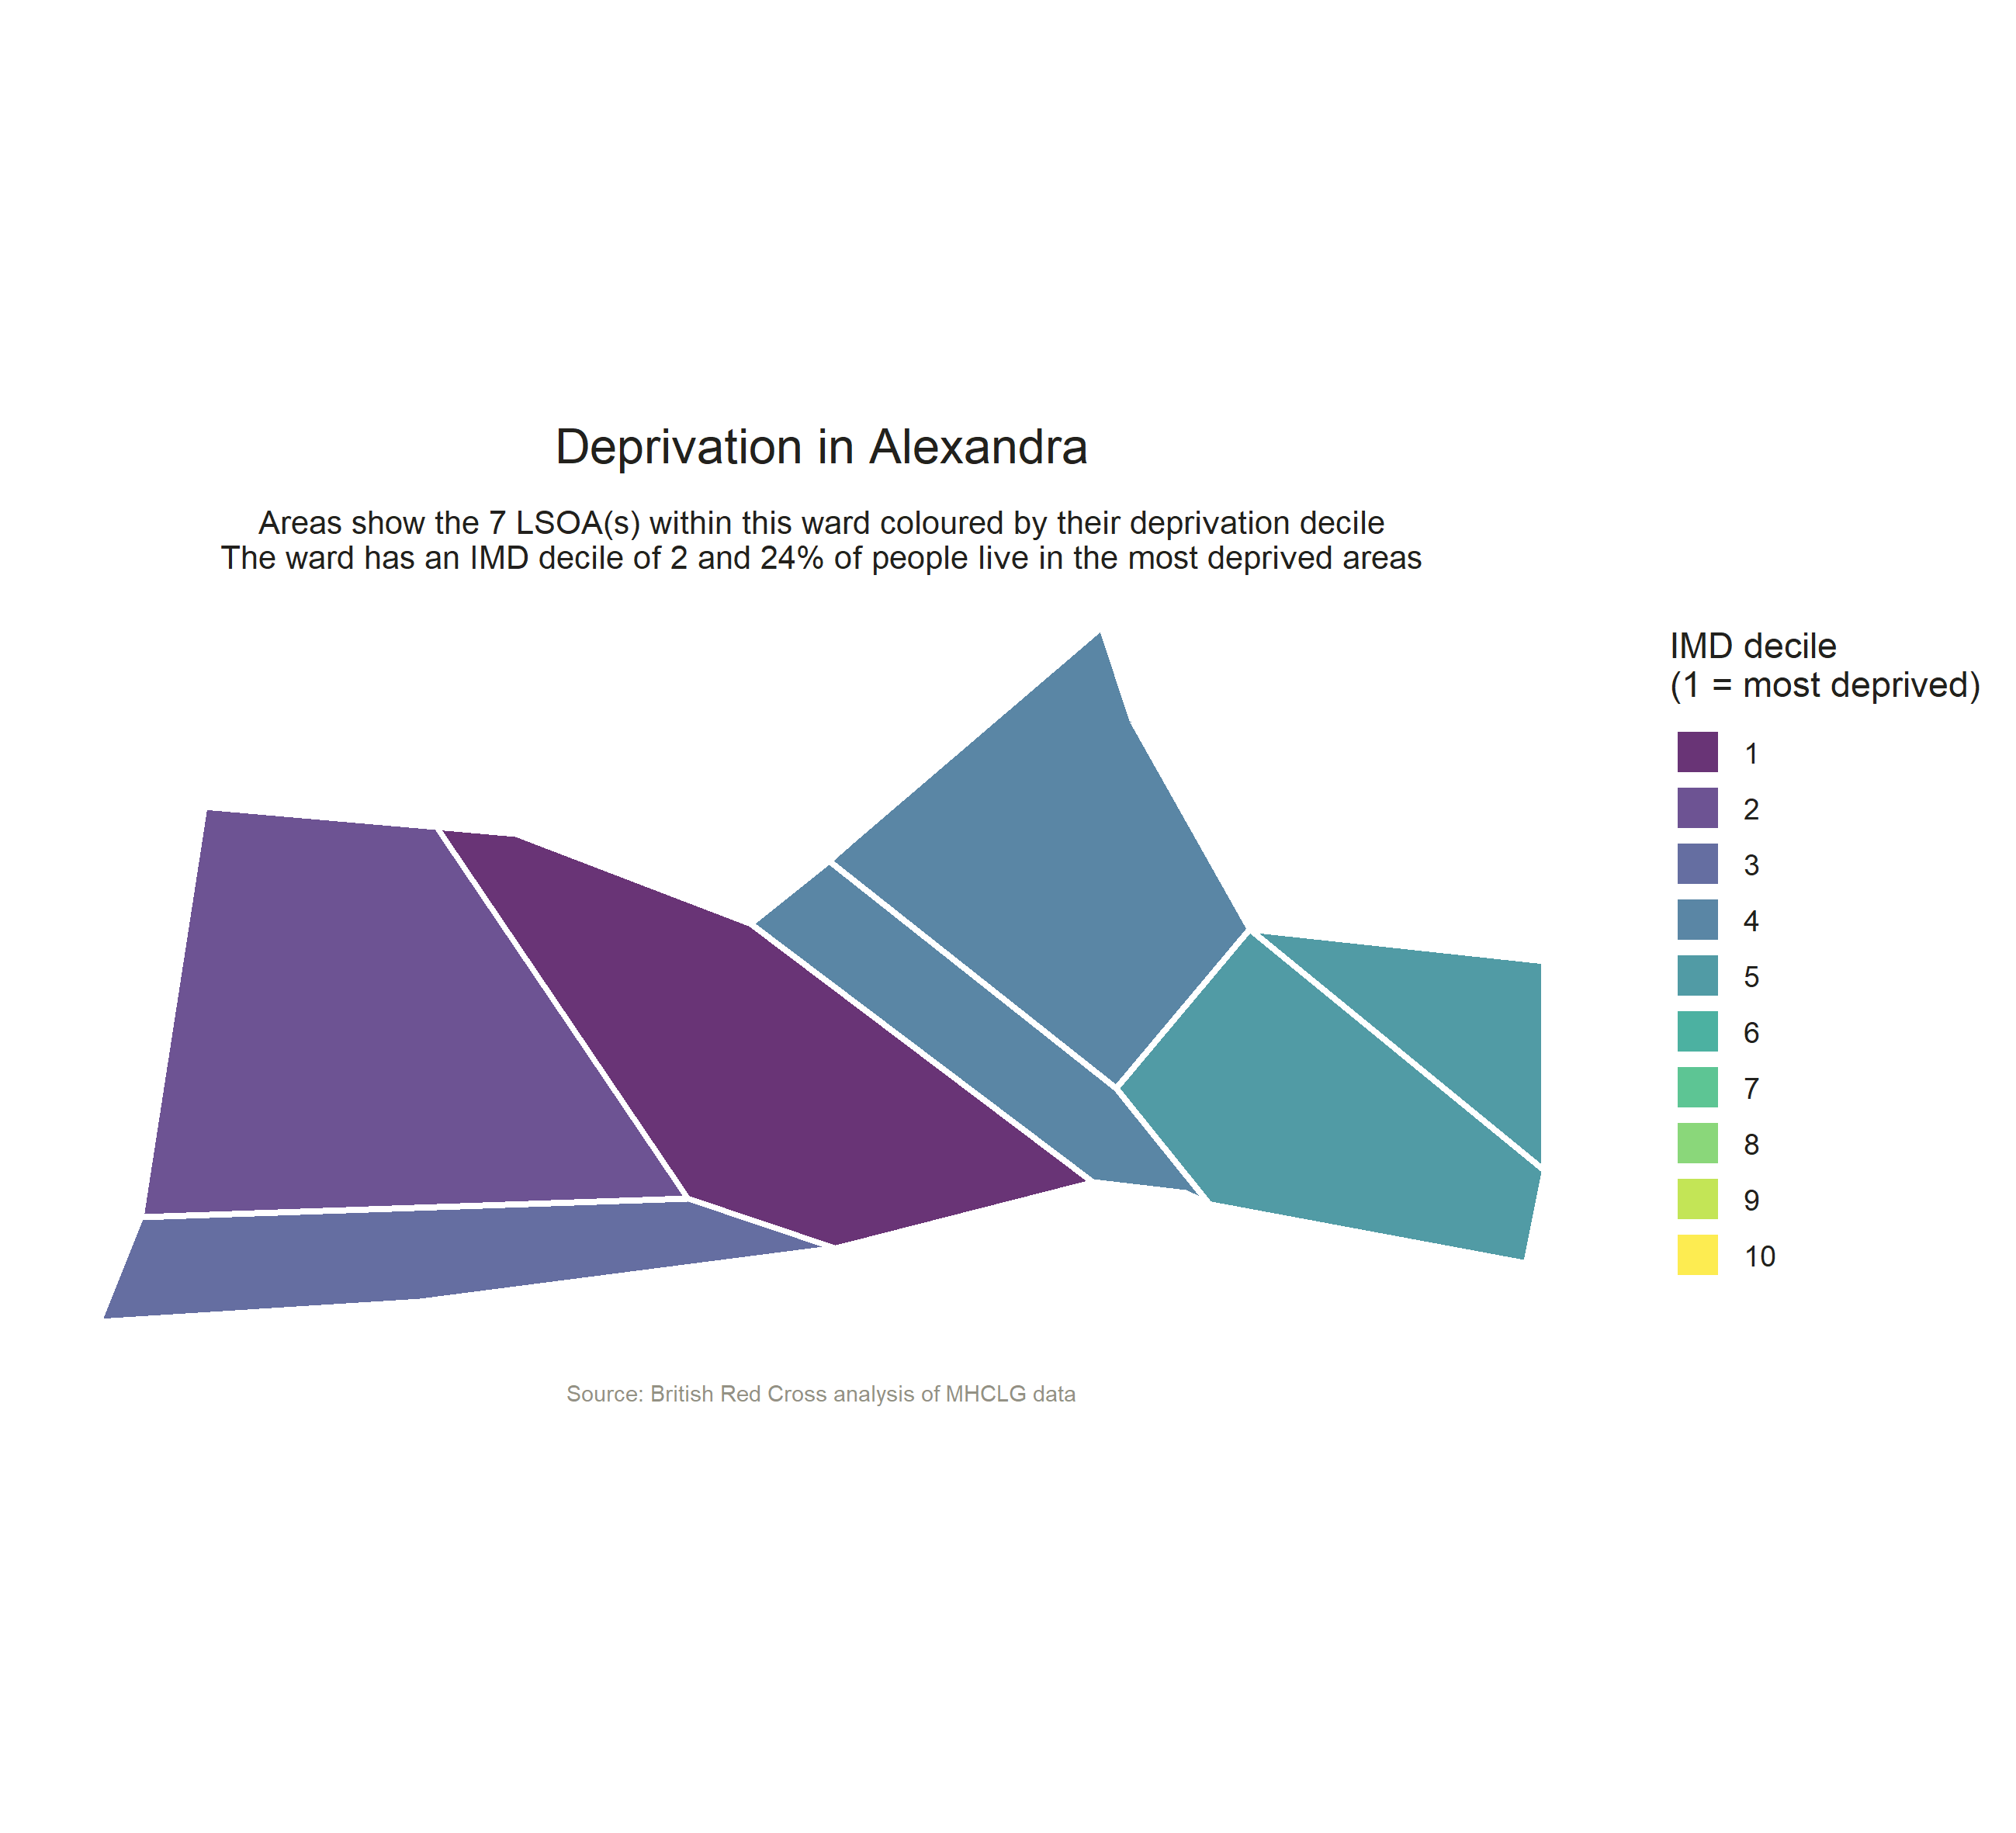 Deprivation in Alexandra
Areas show the 7 LSOA(s) within this ward coloured by their deprivation decile
The ward has an IMD decile of 2 and 24% of people live in the most deprived areas
IMD decile
(1 = most deprived)
1
2
3
4
5
6
7
8
9
10
Source: British Red Cross analysis of MHCLG data